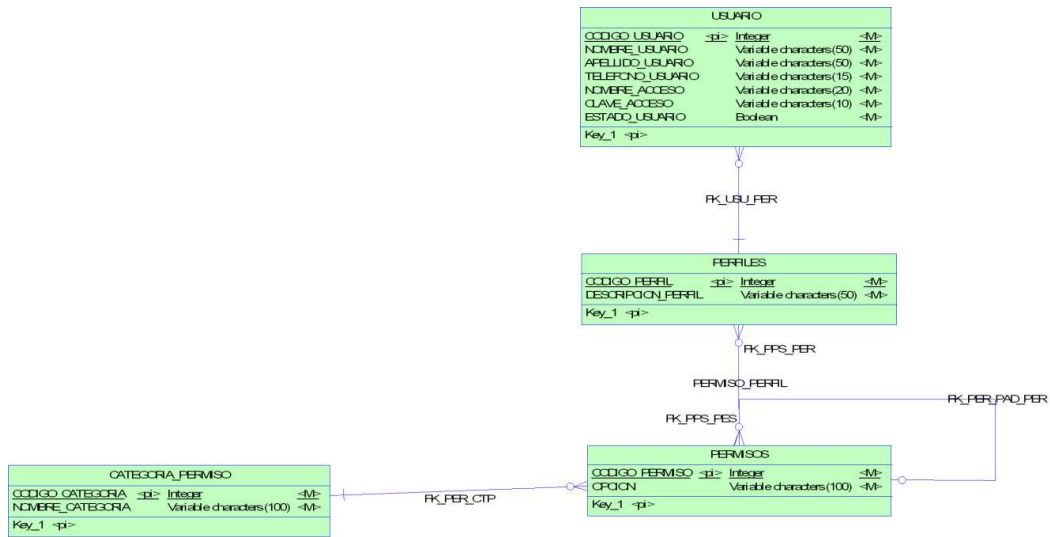 USUARIO
CODIGO_USUARIO <pi> Integer <M>
NOMBRE_USUARIO Variable characters (50) <M>
APELLIDO_USUARIO Variable characters (50) <M>
TELEFONO_USUARIO Variable characters (15) <M>
NOMBRE_ACCESO Variable characters (20) <M>
CLAVE_ACCESO Variable characters (10) <M>
ESTADO_USUARIO Boolean <M>
Key_1 <pi>
FK_USU_PER
PERFILES
CODIGO_PERFIL <pi> Integer <M>
DESCRIPCION_PERFIL Variable characters (50) <M>
Key_1 <pi>
FK_PPS_PER
PERMISO_PERFIL
FK_PER_PAD_PER
FK_PPS_PES
PERMISOS
CODIGO_PERMISO <pi> Integer <M>
OPCION Variable characters (100) <M>
Key_1 <pi>
CATEGORIA_PERMISO
CODIGO_CATEGORIA <pi> Integer <M>
NOMBRE_CATEGORIA Variable characters (100) <M>
Key_1 <pi>
FK_PER_CTP